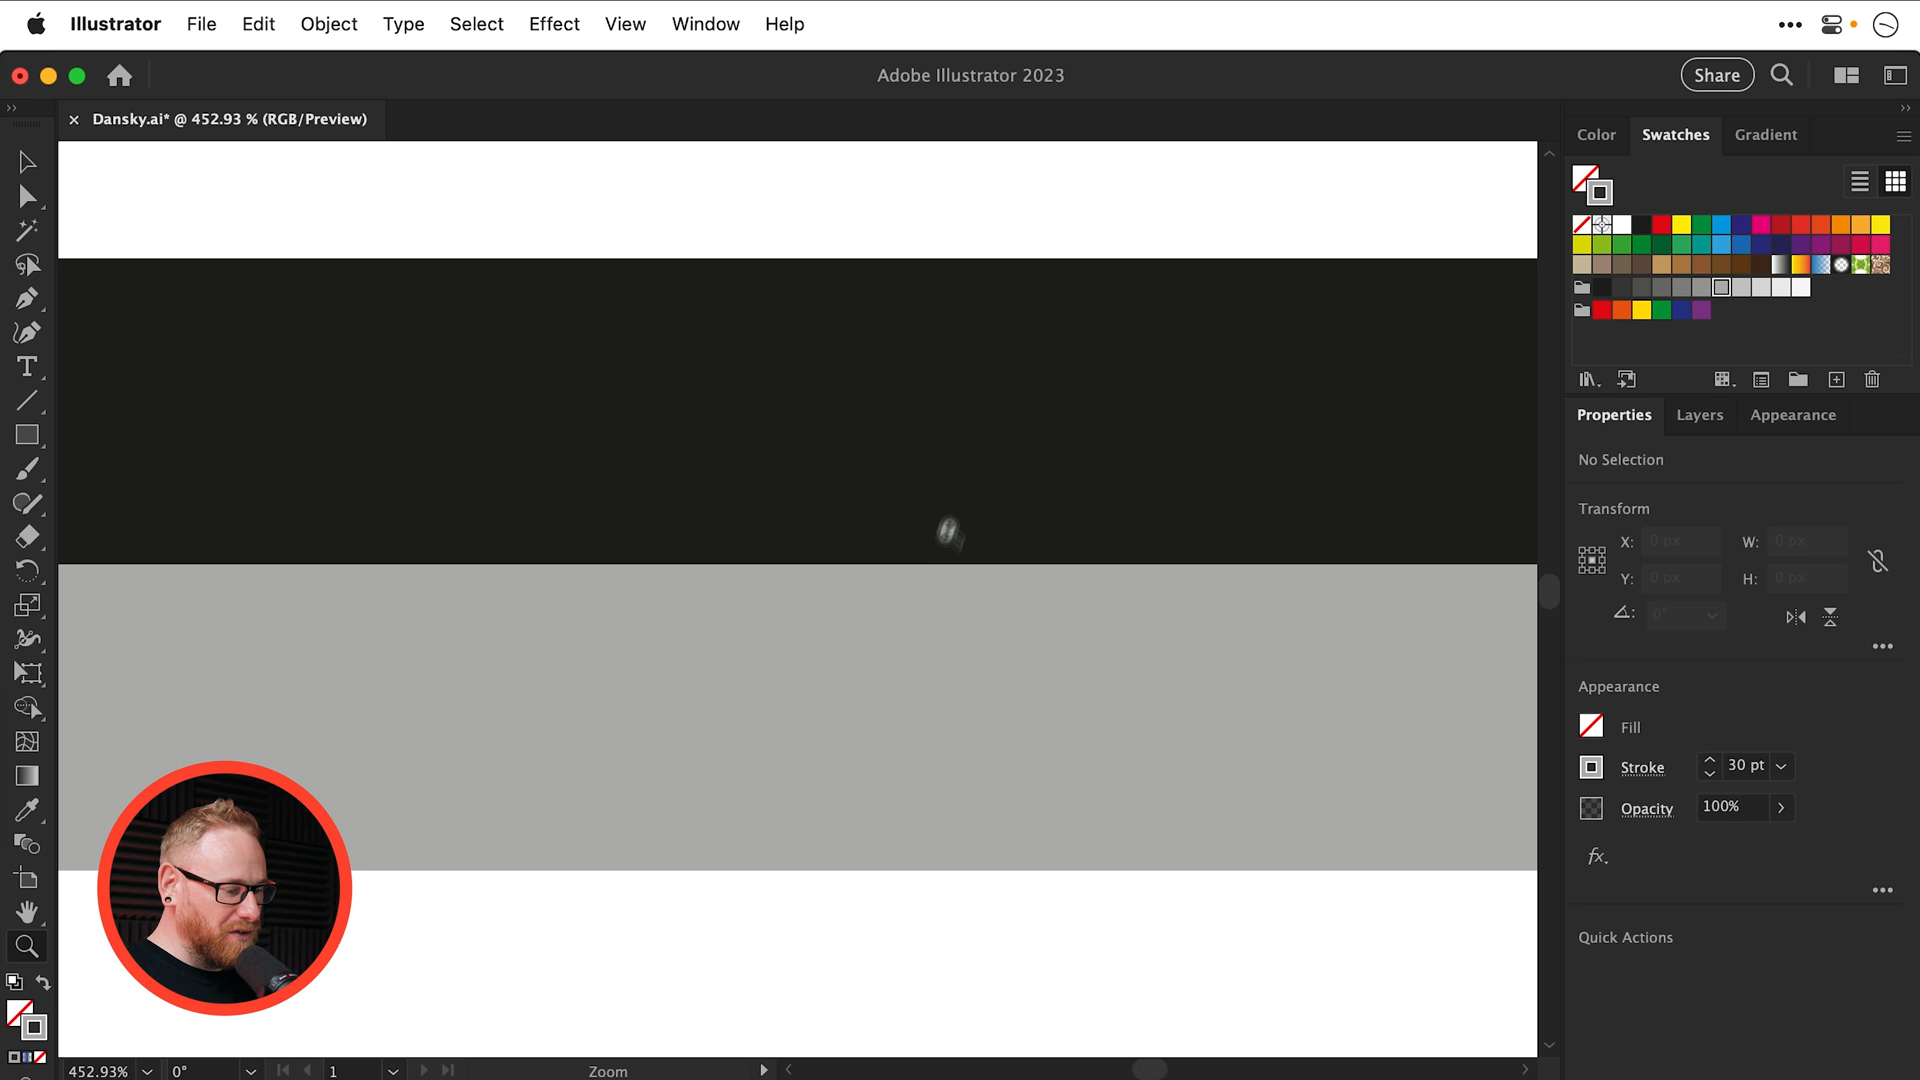 Illustrator File Edit Object Type Select Effect View Window Help
Adobe Illustrator 2023
Share
Dansky.ai* @ 452.93 % (RGB/Preview)
Color Swatches Gradient
Properties Layers Appearance
No Selection
Transform
X: 0 px W: 0 px
Y: 0 px H: 0 px
0°
Appearance
Fill
Stroke 30 pt
Opacity 100%
fx.
Quick Actions
452.93% 0° 1 Zoom